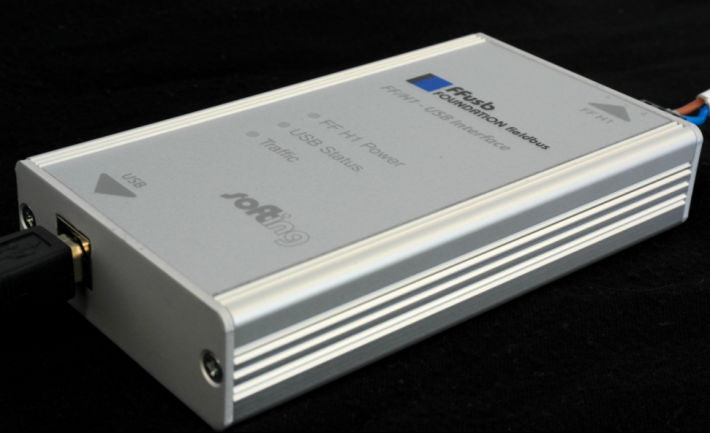 FFusb
FOUNDATION fieldbus
FF/H1 - USB Interface
FF H1
FF H1 Power
USB Status
Traffic
USB
softing